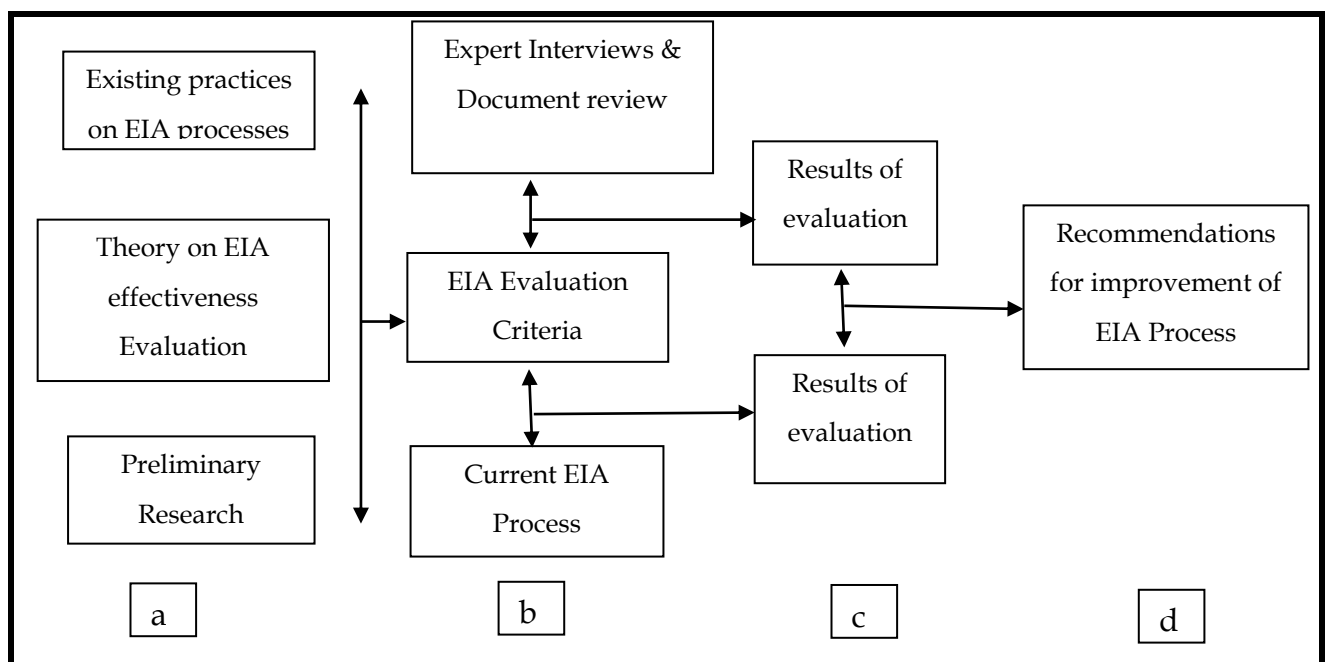 Existing practices
on EIA processes
Theory on EIA
effectiveness
Evaluation
Preliminary
Research
a
Expert Interviews &
Document review
EIA Evaluation
Criteria
Current EIA
Process
b
Results of
evaluation
Results of
evaluation
c
Recommendations
for improvement of
EIA Process
d